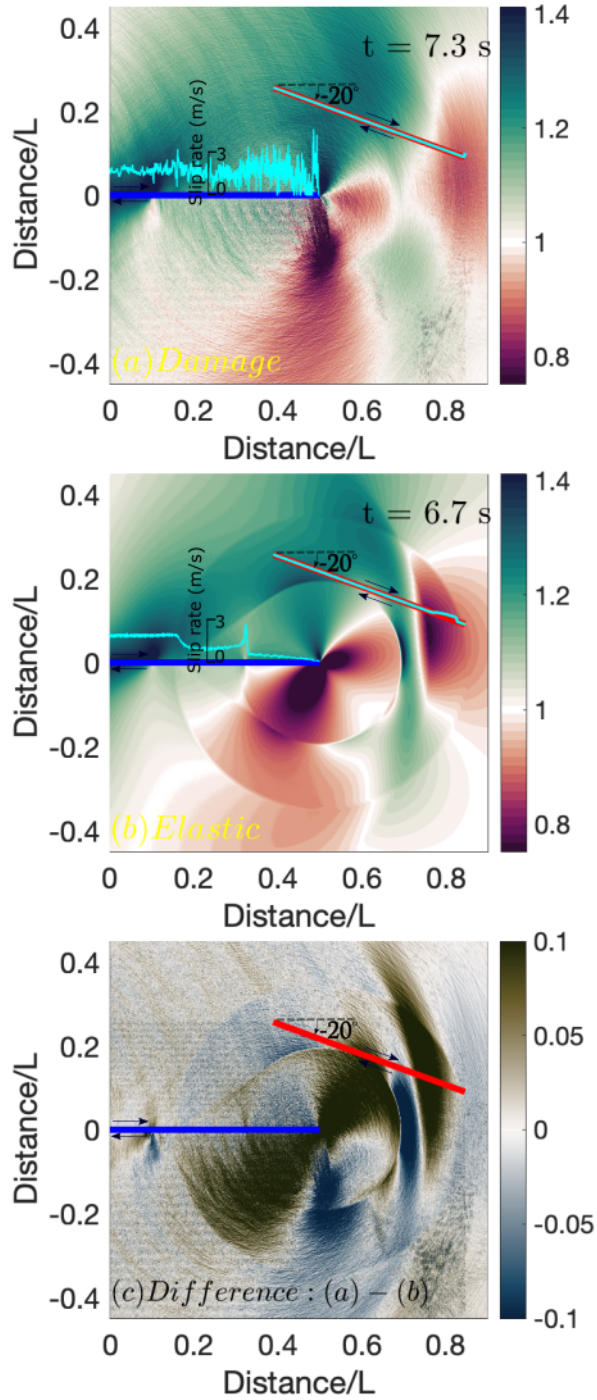 0.4
t = 7.3 s
1.4
0.2
-20°
1.2
Slip rate (m/s)
3
0
0
Distance/L
1
-0.2
-0.4
(a)Damage
0.8
0 0.2 0.4 0.6 0.8
Distance/L
0.4
t = 6.7 s
1.4
0.2
-20°
1.2
Slip rate (m/s)
3
0
0
Distance/L
1
-0.2
-0.4
(b)Elastic
0.8
0 0.2 0.4 0.6 0.8
Distance/L
0.4
0.1
0.2
-20°
0.05
0
Distance/L
0
-0.2
-0.05
-0.4
(c)Difference : (a) − (b)
-0.1
0 0.2 0.4 0.6 0.8
Distance/L